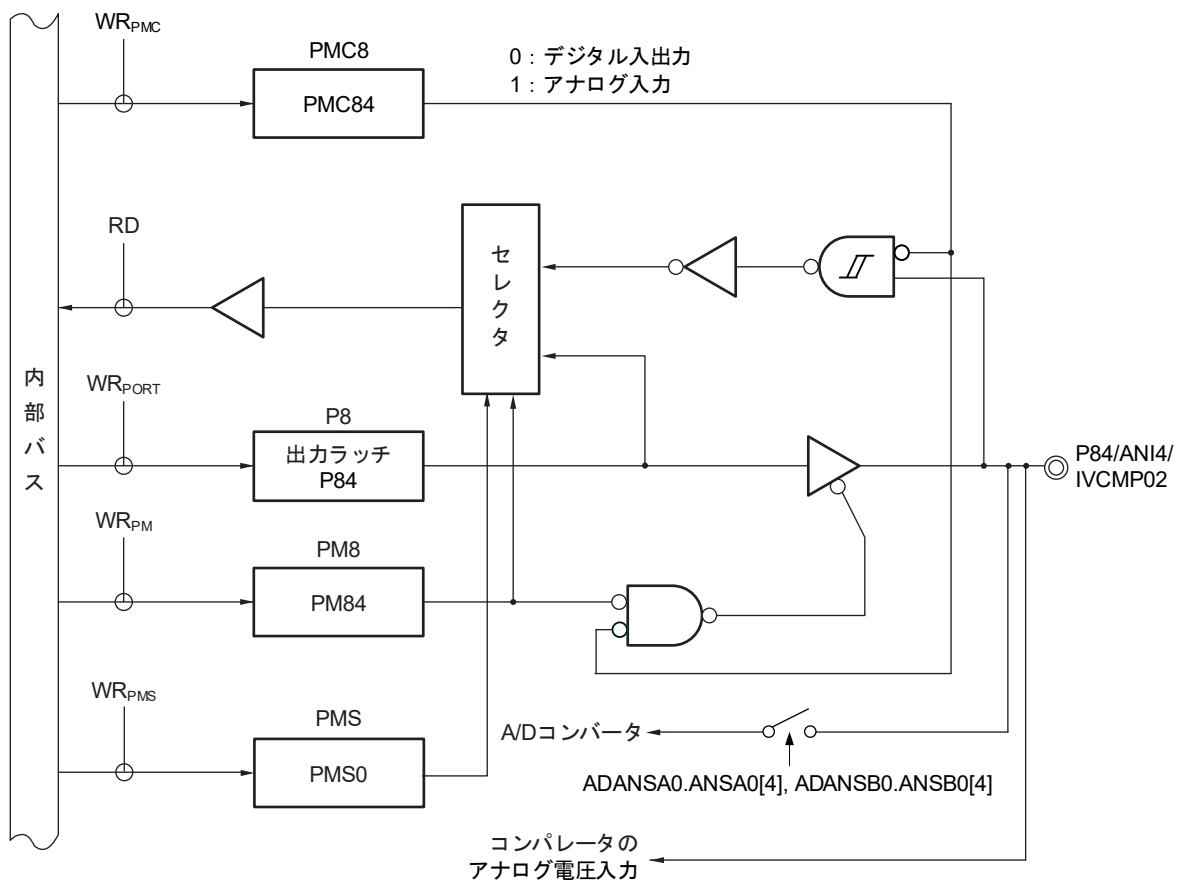 WRPMC
PMC8
PMC84
0：デジタル入出力
1：アナログ入力
RD
セレクタ
内部バス
WRPORT
P8
出力ラッチ
P84
P84/ANI4/
IVCMP02
WRPM
PM8
PM84
WRPMS
PMS
PMS0
A/Dコンバータ
ADANSA0.ANSA0[4], ADANSB0.ANSB0[4]
コンパレータの
アナログ電圧入力